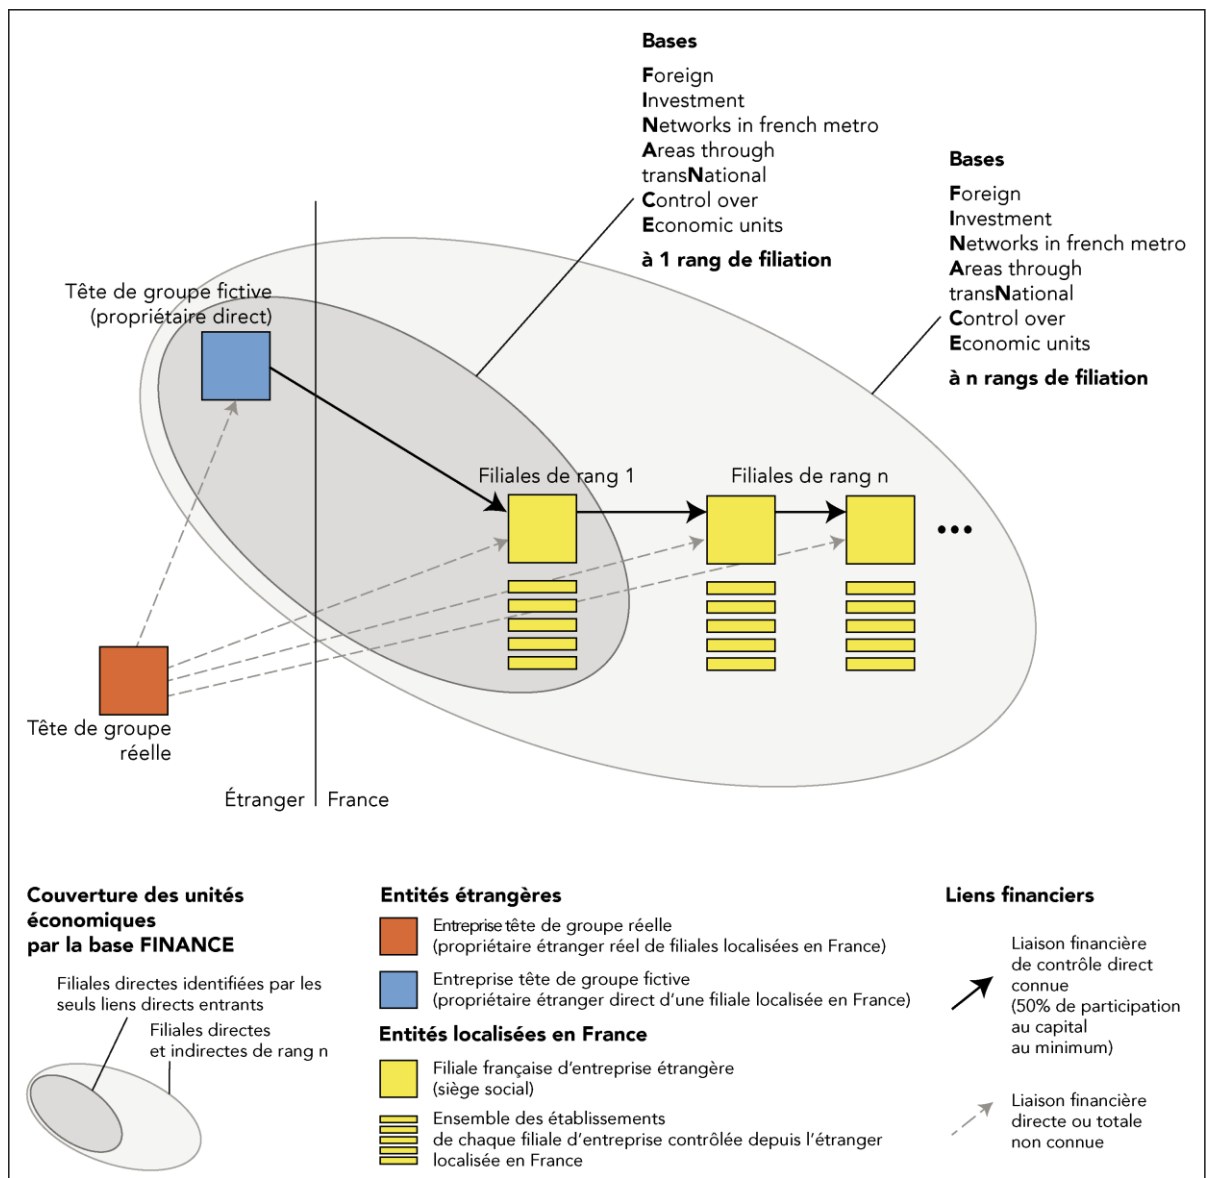 Bases
Foreign
Investment
Networks in french metro
Areas through
transNational
Control over
Economic units
à 1 rang de filiation
Bases
Foreign
Investment
Networks in french metro
Areas through
transNational
Control over
Economic units
à n rangs de filiation
Tête de groupe fictive
(propriétaire direct)
Filiales de rang 1
Filiales de rang n
...
Tête de groupe
réelle
Étranger
France
Couverture des unités
économiques
par la base FINANCE
Filiales directes identifiées par les
seuls liens directs entrants
Filiales directes
et indirectes de rang n
Entités étrangères
Entreprise tête de groupe réelle
(propriétaire étranger réel de filiales localisées en France)
Entreprise tête de groupe fictive
(propriétaire étranger direct d'une filiale localisée en France)
Entités localisées en France
Filiale française d'entreprise étrangère
(siège social)
Ensemble des établissements
de chaque filiale d'entreprise contrôlée depuis l'étranger
localisée en France
Liens financiers
Liaison financière
de contrôle direct
connue
(50% de participation
au capital
au minimum)
Liaison financière
directe ou totale
non connue